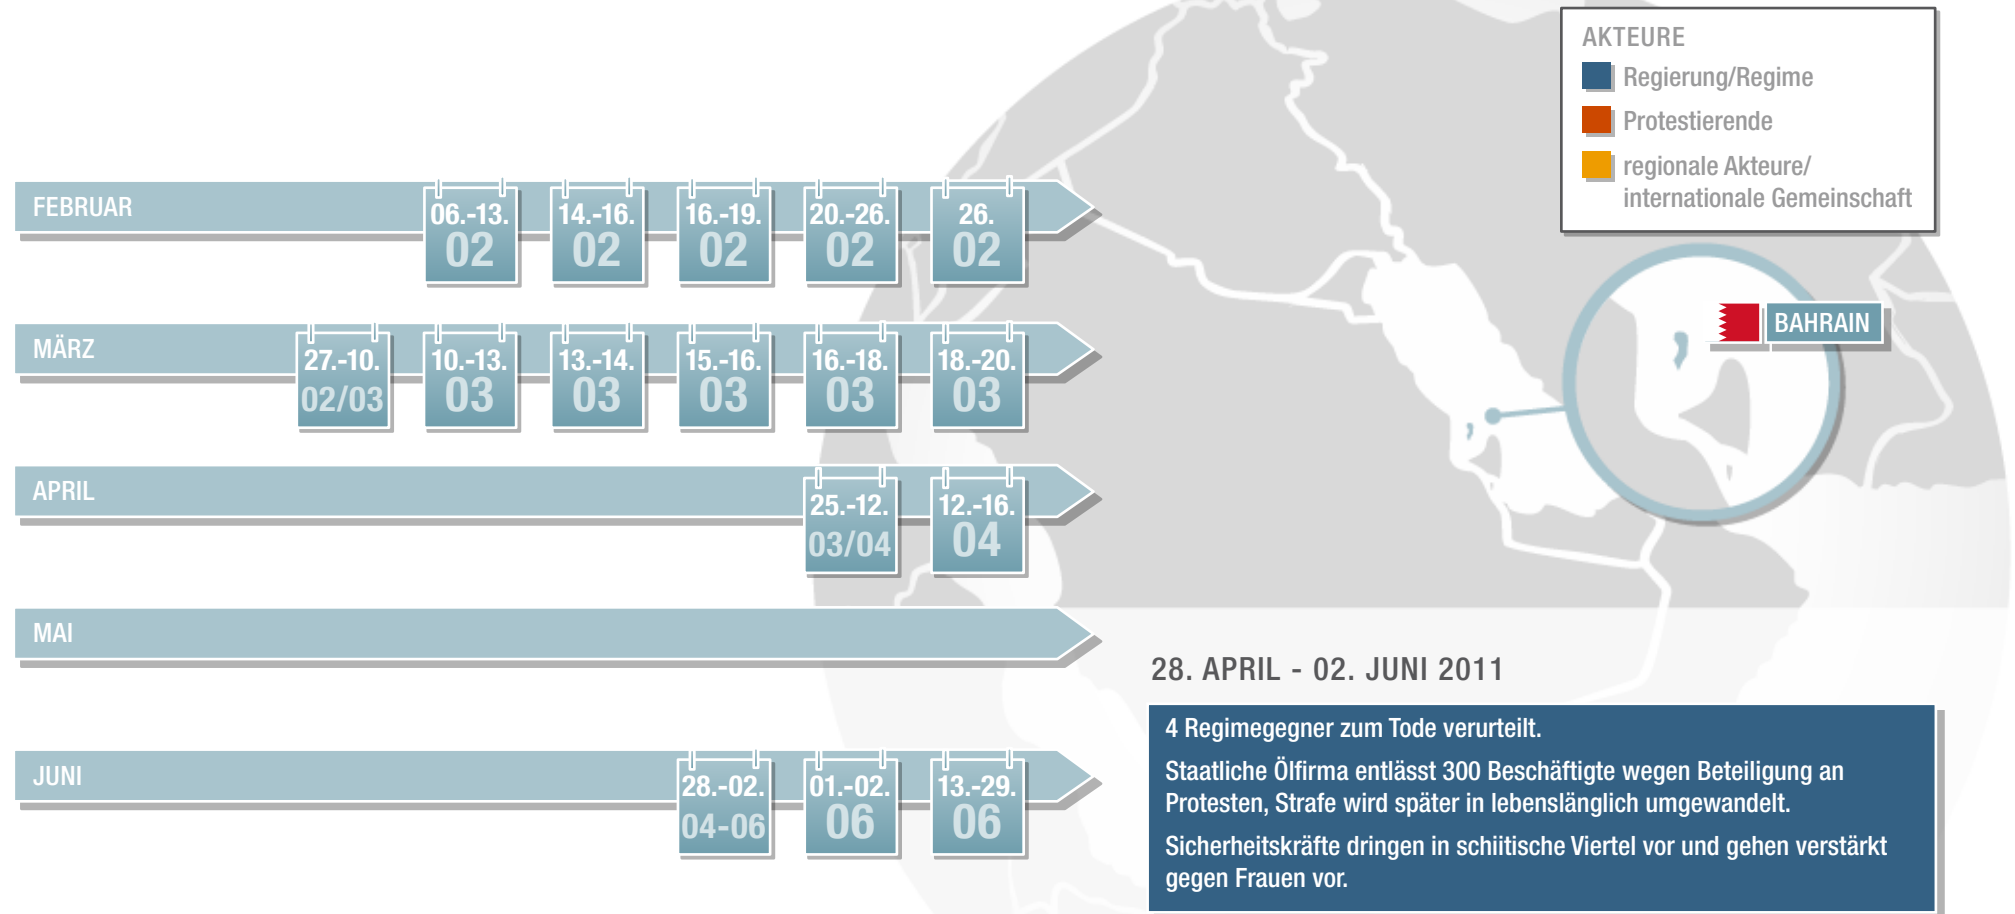 AKTEURE
Regierung/Regime
Protestierende
regionale Akteure/
internationale Gemeinschaft
FEBRUAR
06.-13.
02
14.-16.
02
16.-19.
02
20.-26.
02
26.
02
BAHRAIN
MÄRZ
27.-10.
02/03
10.-13.
03
13.-14.
03
15.-16.
03
16.-18.
03
18.-20.
03
APRIL
25.-12.
03/04
12.-16.
04
MAI
JUNI
28.-02.
04-06
01.-02.
06
13.-29.
06
28. APRIL - 02. JUNI 2011
4 Regimegegner zum Tode verurteilt.
Staatliche Ölfirma entlässt 300 Beschäftigte wegen Beteiligung an
Protesten, Strafe wird später in lebenslänglich umgewandelt.
Sicherheitskräfte dringen in schiitische Viertel vor und gehen verstärkt
gegen Frauen vor.